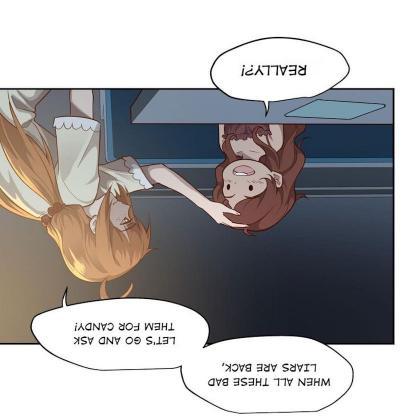 WHEN ALL THESE BAD
LIARS ARE BACK,
LET'S GO AND ASK
THEM FOR CANDY!
REALLY?!